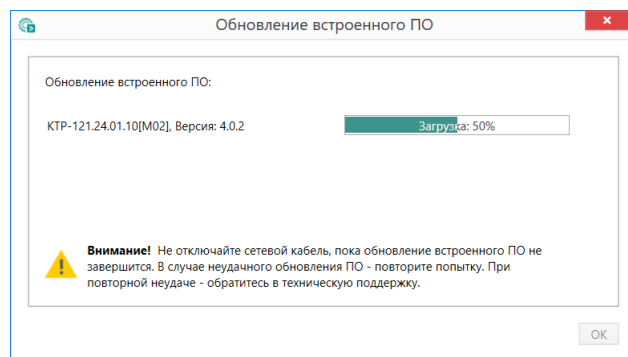 Обновление встроенного ПО
Обновление встроенного ПО:
КТР-121.24.01.10[М02], Версия: 4.0.2
Загрузка: 50%
Внимание! Не отключайте сетевой кабель, пока обновление встроенного ПО не
завершится. В случае неудачного обновления ПО - повторите попытку. При
повторной неудаче - обратитесь в техническую поддержку.
OK